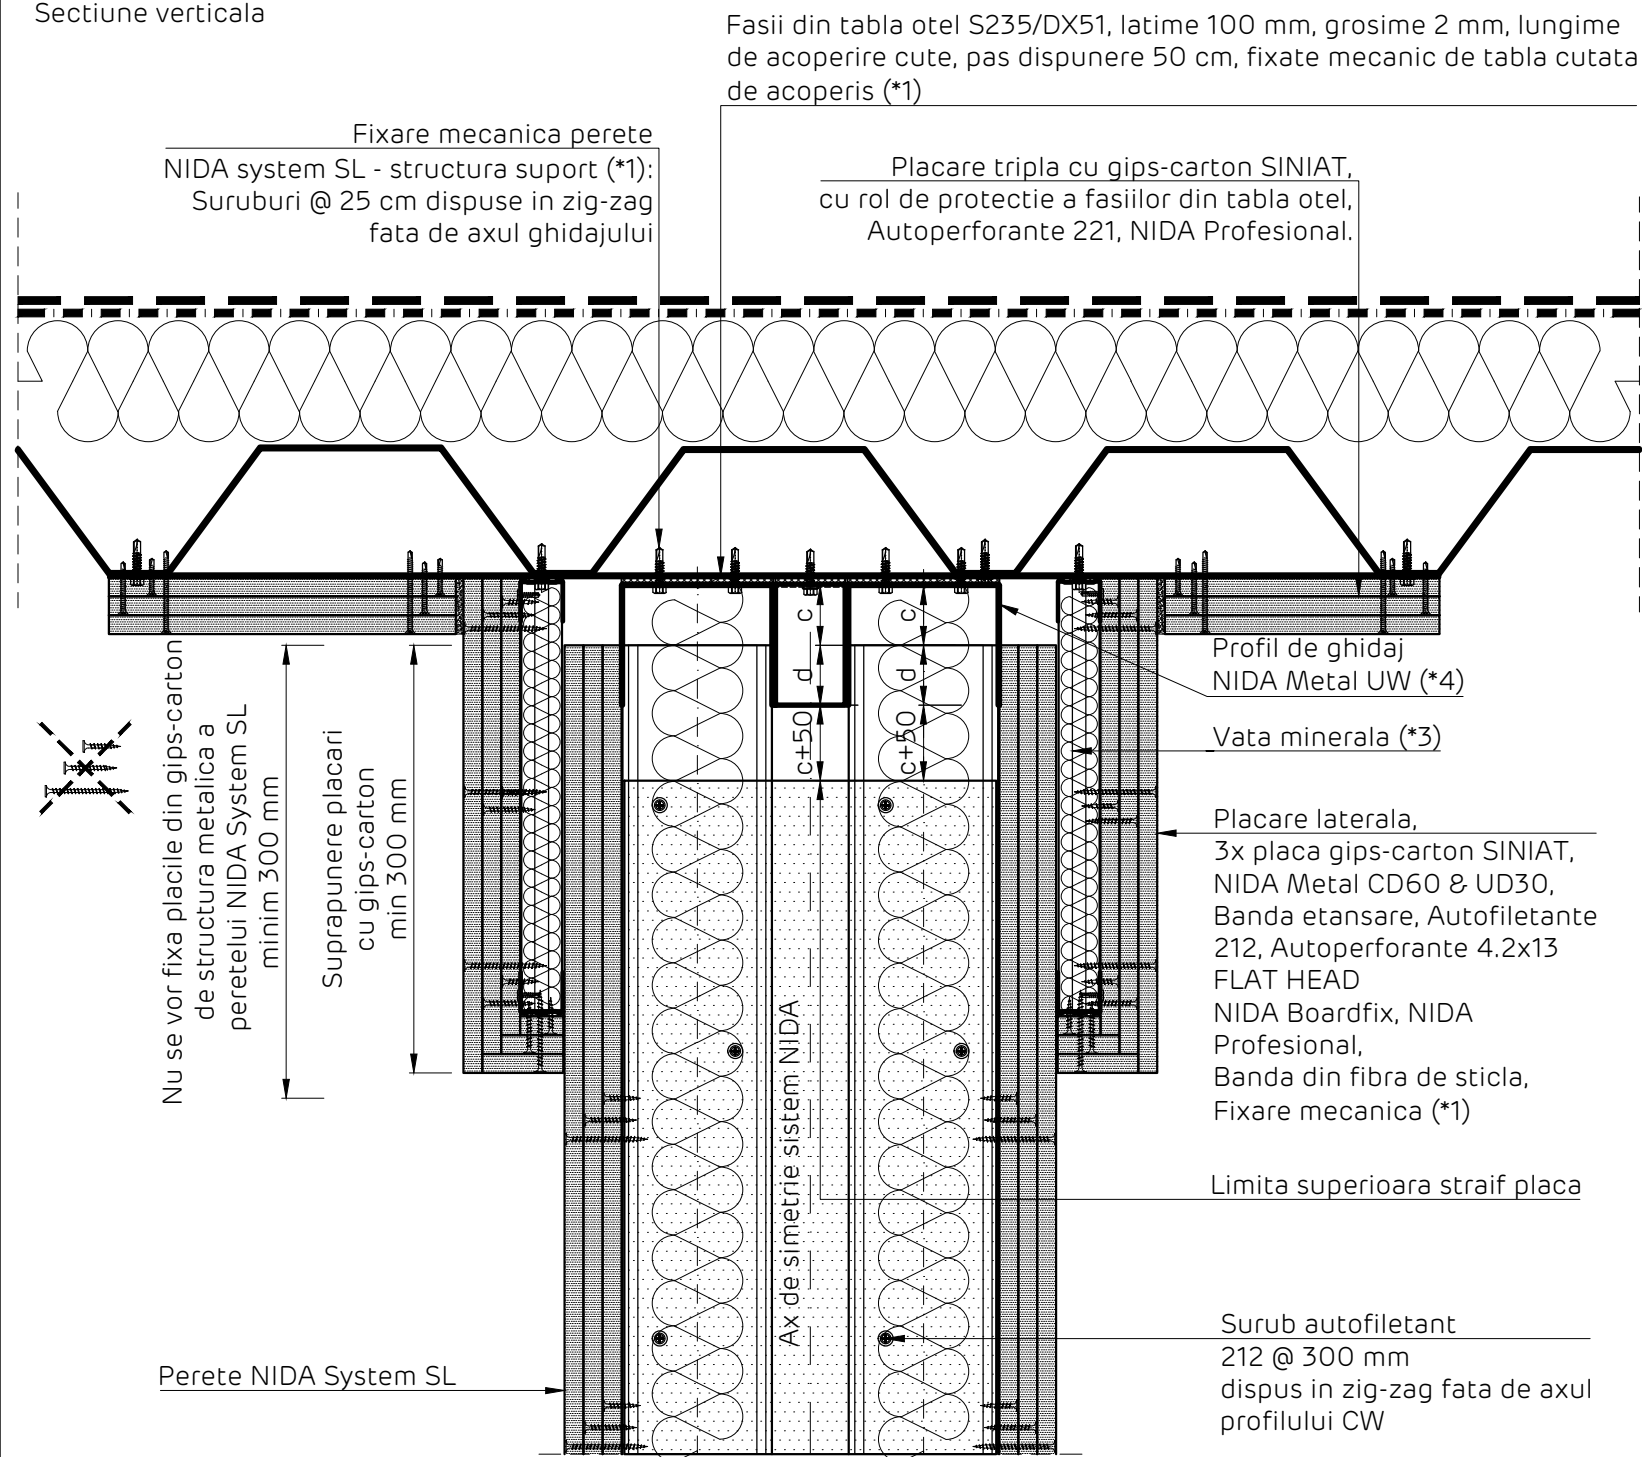 Sectiune verticala
Fasii din tabla otel S235/DX51, latime 100 mm, grosime 2 mm, lungime
de acoperire cute, pas dispunere 50 cm, fixate mecanic de tabla cutata
de acoperis (*1)
Fixare mecanica perete
NIDA system SL - structura suport (*1):
Suruburi @ 25 cm dispuse in zig-zag
fata de axul ghidajului
Placare tripla cu gips-carton SINIAT,
cu rol de protectie a fasiilor din tabla otel,
Autoperforante 221, NIDA Profesional.
c
c
d
d
c+50
c+50
Profil de ghidaj
NIDA Metal UW (*4)
Vata minerala (*3)
Nu se vor fixa placile din gips-carton
de structura metalica a
peretelui NIDA System SL
minim 300 mm
Suprapunere placari
cu gips-carton
min 300 mm
Placare laterala,
3x placa gips-carton SINIAT,
NIDA Metal CD60 & UD30,
Banda etansare, Autofiletante
212, Autoperforante 4.2x13
FLAT HEAD
NIDA Boardfix, NIDA
Profesional,
Banda din fibra de sticla,
Fixare mecanica (*1)
Ax de simetrie sistem NIDA
Limita superioara straif placa
Surub autofiletant
212 @ 300 mm
dispus in zig-zag fata de axul
profilului CW
Perete NIDA System SL